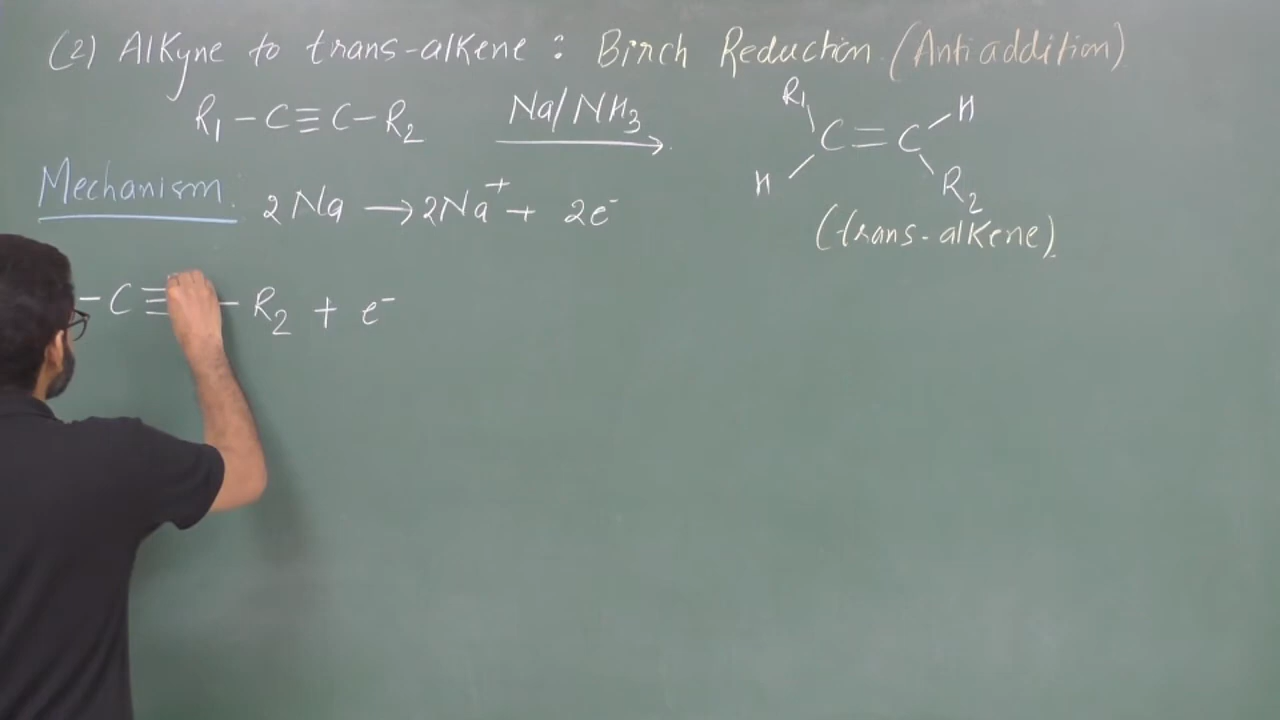 (2) Alkyne to trans-alkene : Birch Reduction (Anti addition)
R₁ – C ≡ C – R₂ Na/NH₃ → R₁ H
C = C
H R₂
(trans-alkene)
Mechanism. 2Na → 2Na⁺ + 2e⁻
– C ≡ – R₂ + e⁻